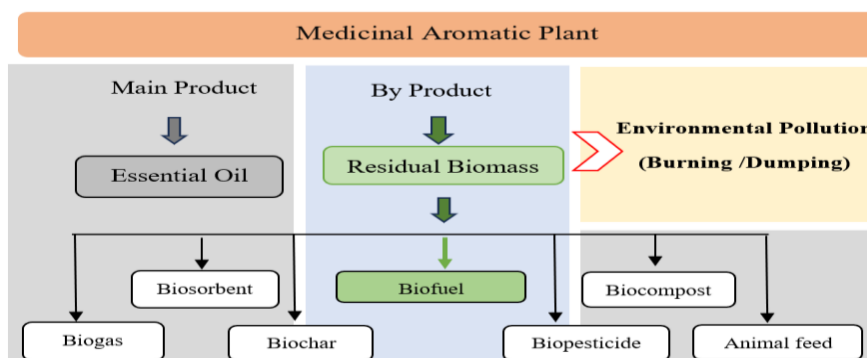 Medicinal Aromatic Plant
Main Product
By Product
Environmental Pollution
(Burning /Dumping)
Essential Oil
Residual Biomass
Biosorbent
Biofuel
Biocompost
Biogas
Biochar
Biopesticide
Animal feed